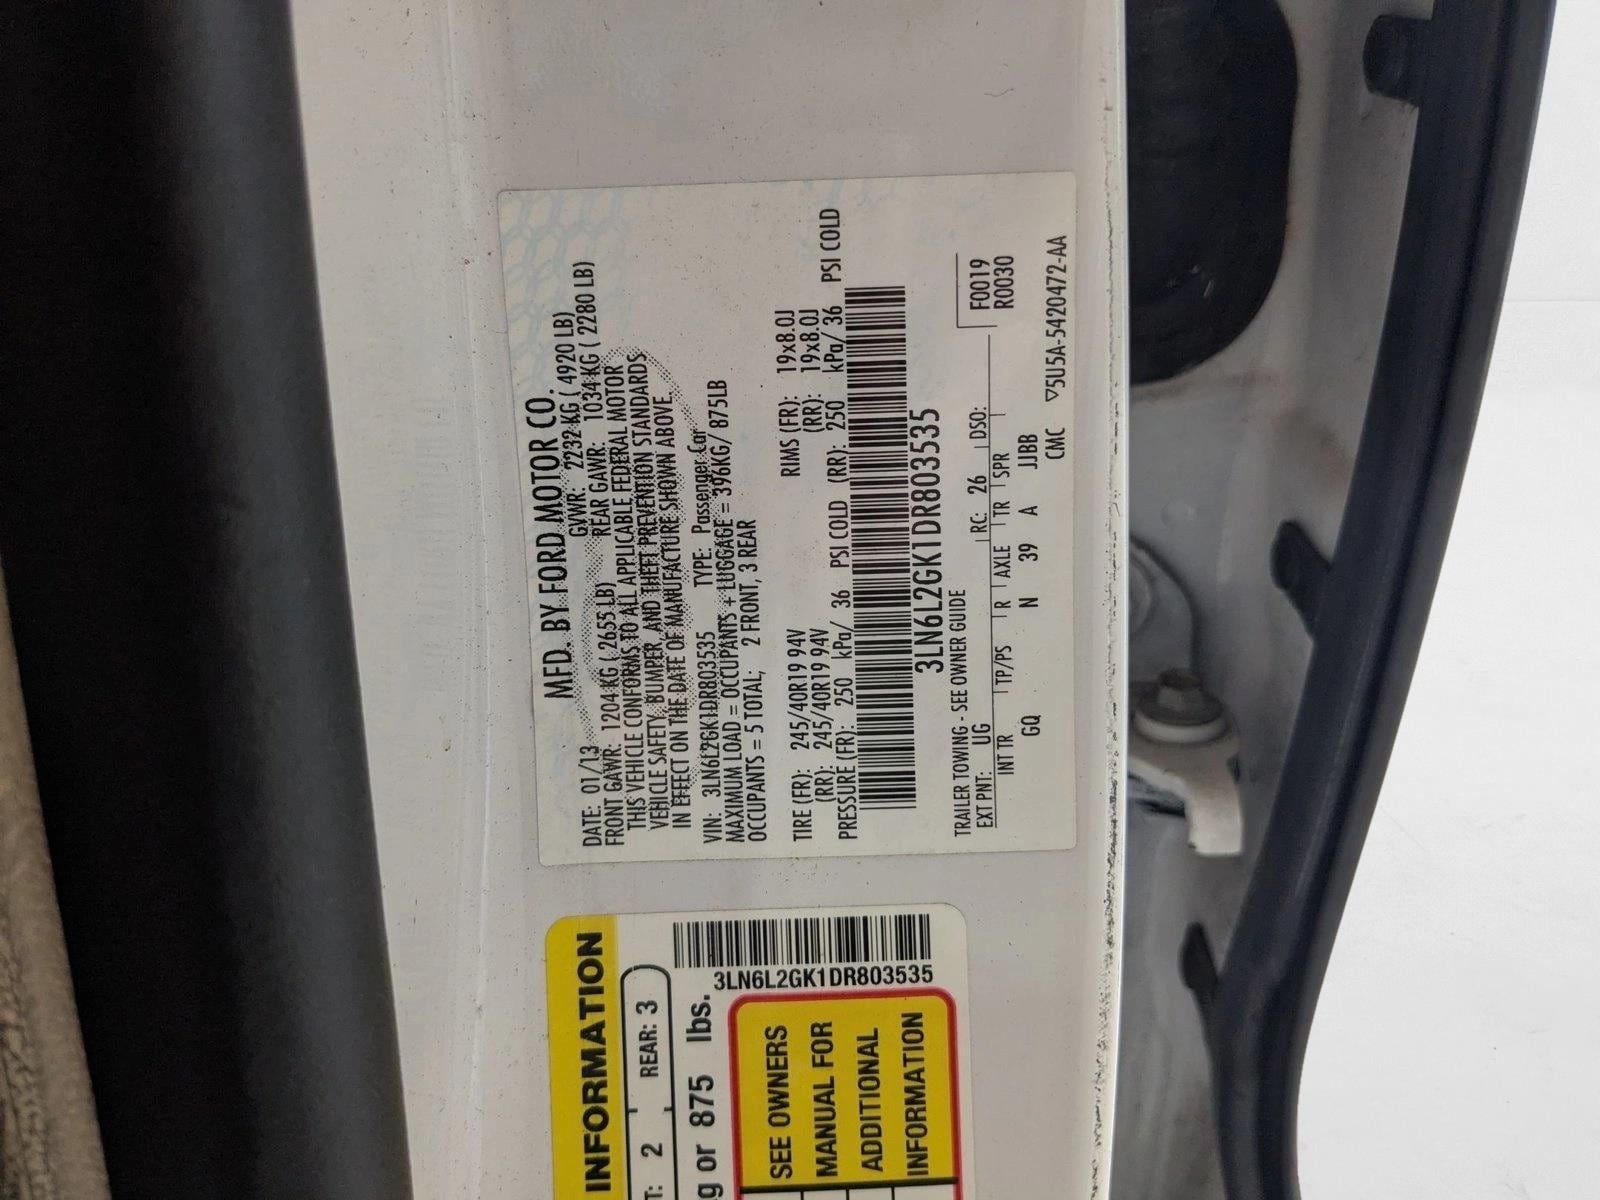 MFD. BY FORD MOTOR CO.
DATE: 01/13 GVWR: 2232 KG ( 4920 LB)
FRONT GAWR: 1204 KG ( 2653 LB) REAR GAWR: 1034 KG ( 2280 LB)
THIS VEHICLE CONFORMS TO ALL APPLICABLE FEDERAL MOTOR
VEHICLE SAFETY, BUMPER, AND THEFT PREVENTION STANDARDS
IN EFFECT ON THE DATE OF MANUFACTURE SHOWN ABOVE.
VIN: 3LN6L2GK1DR803535 TYPE: Passenger Car
MAXIMUM LOAD = OCCUPANTS + LUGGAGE = 396KG/ 875LB
OCCUPANTS = 5 TOTAL; 2 FRONT, 3 REAR
TIRE (FR): 245/40R19 94V RIMS (FR): 19x8.0J
(RR): 245/40R19 94V (RR): 19x8.0J
PRESSURE (FR): 250 kPa/ 36 PSI COLD (RR): 250 kPa/ 36 PSI COLD
3LN6L2GK1DR803535
TRAILER TOWING - SEE OWNER GUIDE F0019
EXT PNT: UG RC: 26 DSO: R0030
INT TR TP/PS R AXLE TR SPR
GQ N 39 A JJBB
CMC ▽5U5A-5420472-AA
INFORMATION
T: 2 REAR: 3
g or 875 lbs.
3LN6L2GK1DR803535
SEE OWNERS
MANUAL FOR
ADDITIONAL
INFORMATION